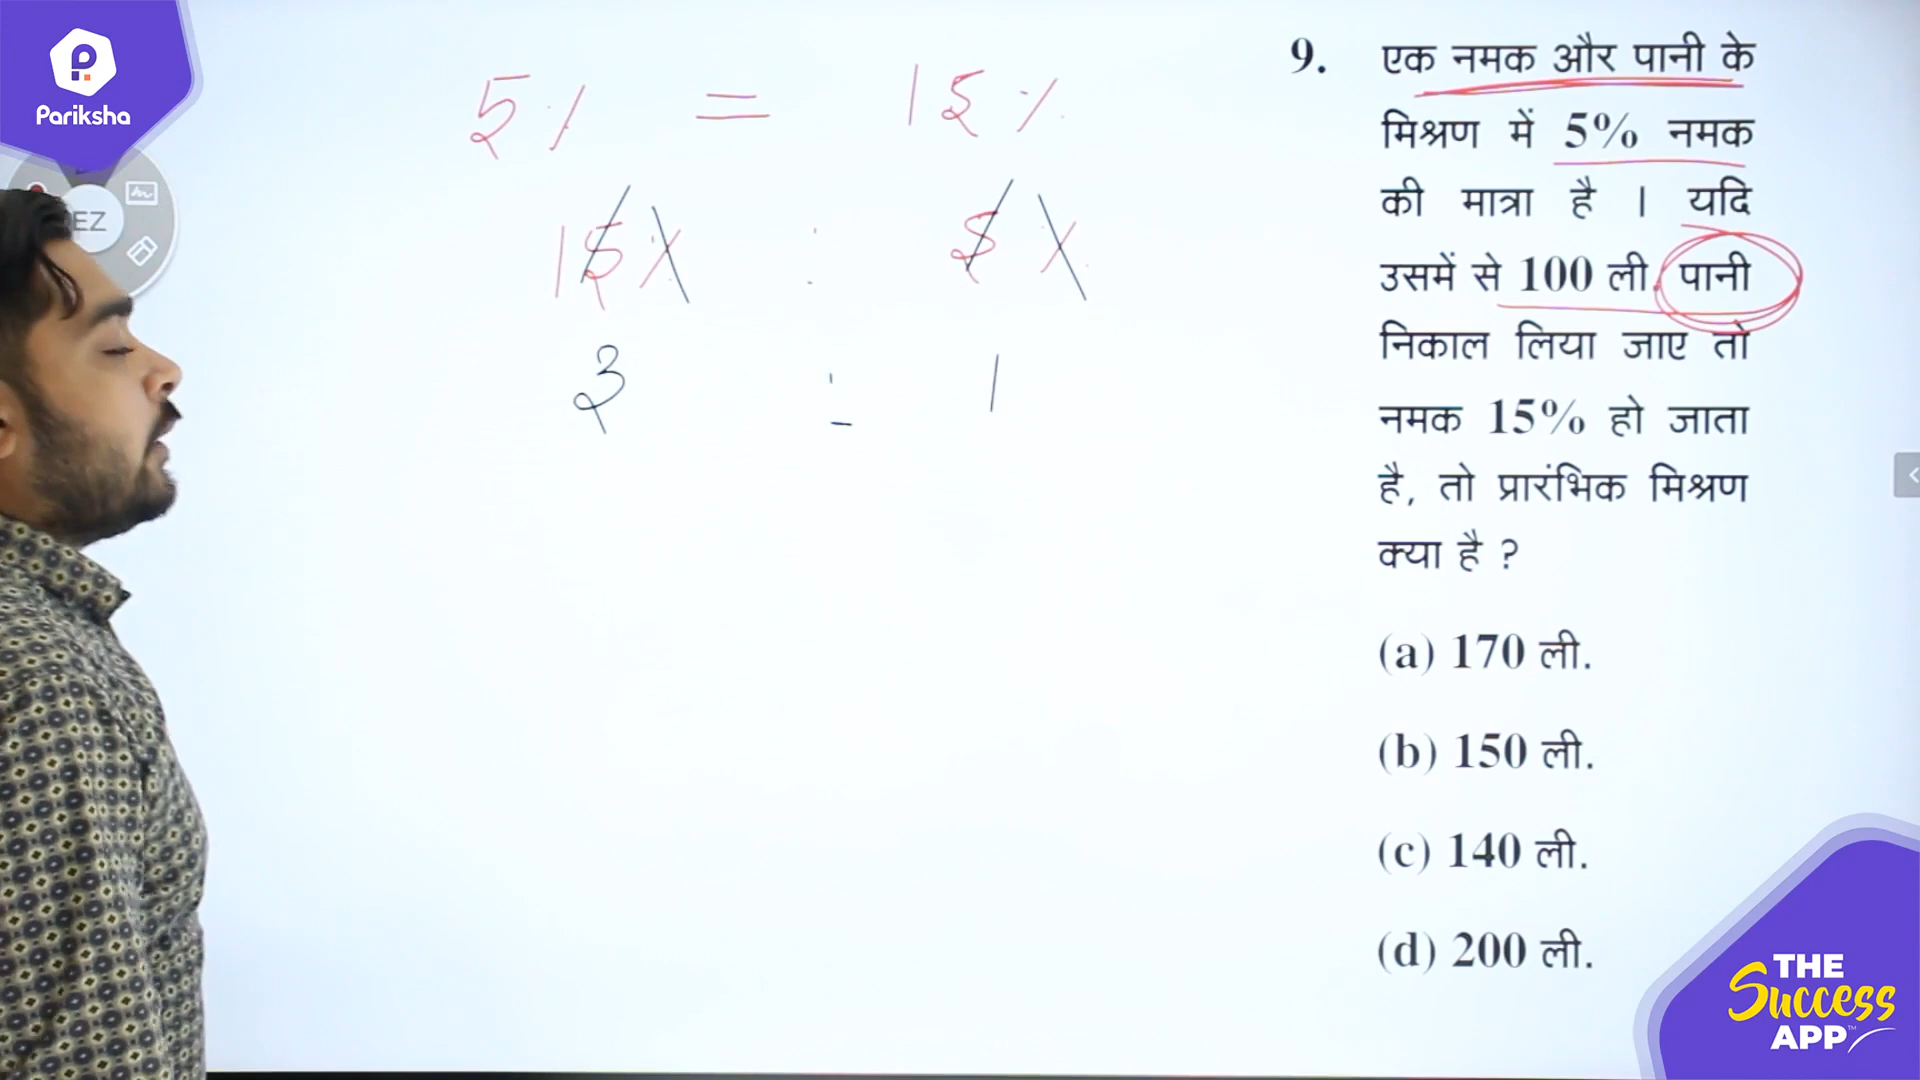 Pariksha
EZ
5% = 15%
15x : 5x
3 : 1
9. एक नमक और पानी के
मिश्रण में 5% नमक
की मात्रा है । यदि
उसमें से 100 ली. पानी
निकाल लिया जाए तो
नमक 15% हो जाता
है, तो प्रारंभिक मिश्रण
क्या है ?
(a) 170 ली.
(b) 150 ली.
(c) 140 ली.
(d) 200 ली.
THE
Success
APP™